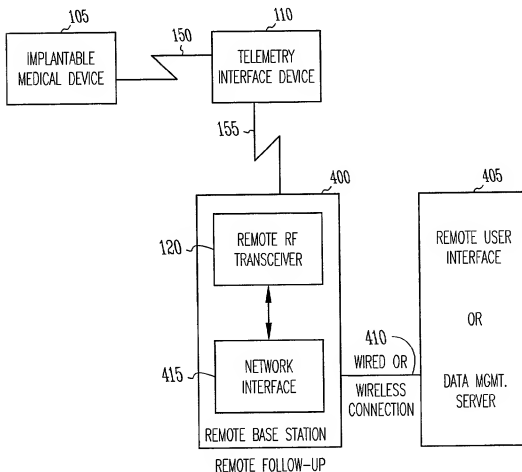 105
IMPLANTABLE
MEDICAL DEVICE
150
110
TELEMETRY
INTERFACE DEVICE
155
400
120
REMOTE RF
TRANSCEIVER
415
NETWORK
INTERFACE
REMOTE BASE STATION
REMOTE FOLLOW-UP
410
WIRED OR
WIRELESS
CONNECTION
405
REMOTE USER
INTERFACE
OR
DATA MGMT.
SERVER